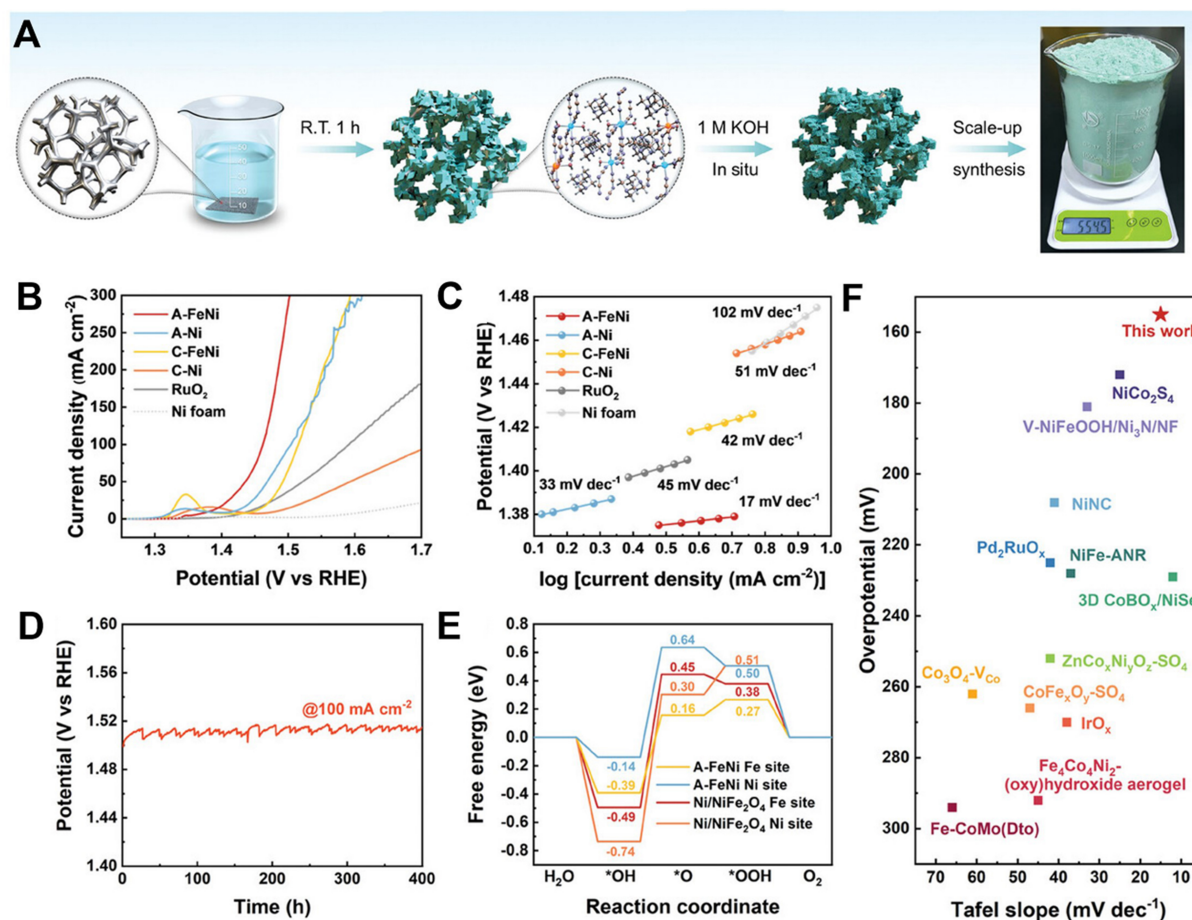 A
R.T. 1 h
1 M KOH
In situ
Scale-up
synthesis
50
30
20
10
5545
B
300
250
200
150
100
50
0
1.3
1.4
1.5
1.6
1.7
Current density (mA cm⁻²)
Potential (V vs RHE)
A-FeNi
A-Ni
C-FeNi
C-Ni
RuO₂
Ni foam
C
1.48
1.46
1.44
1.42
1.40
1.38
0.1 0.2 0.3 0.4 0.5 0.6 0.7 0.8 0.9 1.0
Potential (V vs RHE)
log [current density (mA cm⁻²)]
A-FeNi
A-Ni
C-FeNi
C-Ni
RuO₂
Ni foam
102 mV dec⁻¹
51 mV dec⁻¹
42 mV dec⁻¹
33 mV dec⁻¹
45 mV dec⁻¹
17 mV dec⁻¹
D
1.60
1.56
1.52
1.48
1.44
1.40
0
100
200
300
400
Potential (V vs RHE)
Time (h)
@100 mA cm⁻²
E
0.8
0.6
0.4
0.2
0.0
-0.2
-0.4
-0.6
-0.8
Free energy (eV)
0.64
0.51
0.50
0.45
0.38
0.30
0.16
0.27
-0.14
-0.39
-0.49
-0.74
A-FeNi Fe site
A-FeNi Ni site
Ni/NiFe₂O₄ Fe site
Ni/NiFe₂O₄ Ni site
H₂O
*OH
*O
*OOH
O₂
Reaction coordinate
F
160
180
200
220
240
260
280
300
Overpotential (mV)
This work
NiCo₂S₄
V-NiFeOOH/Ni₃N/NF
NiNC
Pd₂RuOₓ
NiFe-ANR
3D CoBOₓ/NiSe
ZnCoₓNiᵧO_z-SO₄
Co₃O₄-V_Co
CoFeₓOᵧ-SO₄
IrOₓ
Fe₄Co₄Ni₂-
(oxy)hydroxide aerogel
Fe-CoMo(Dto)
70
60
50
40
30
20
10
Tafel slope (mV dec⁻¹)